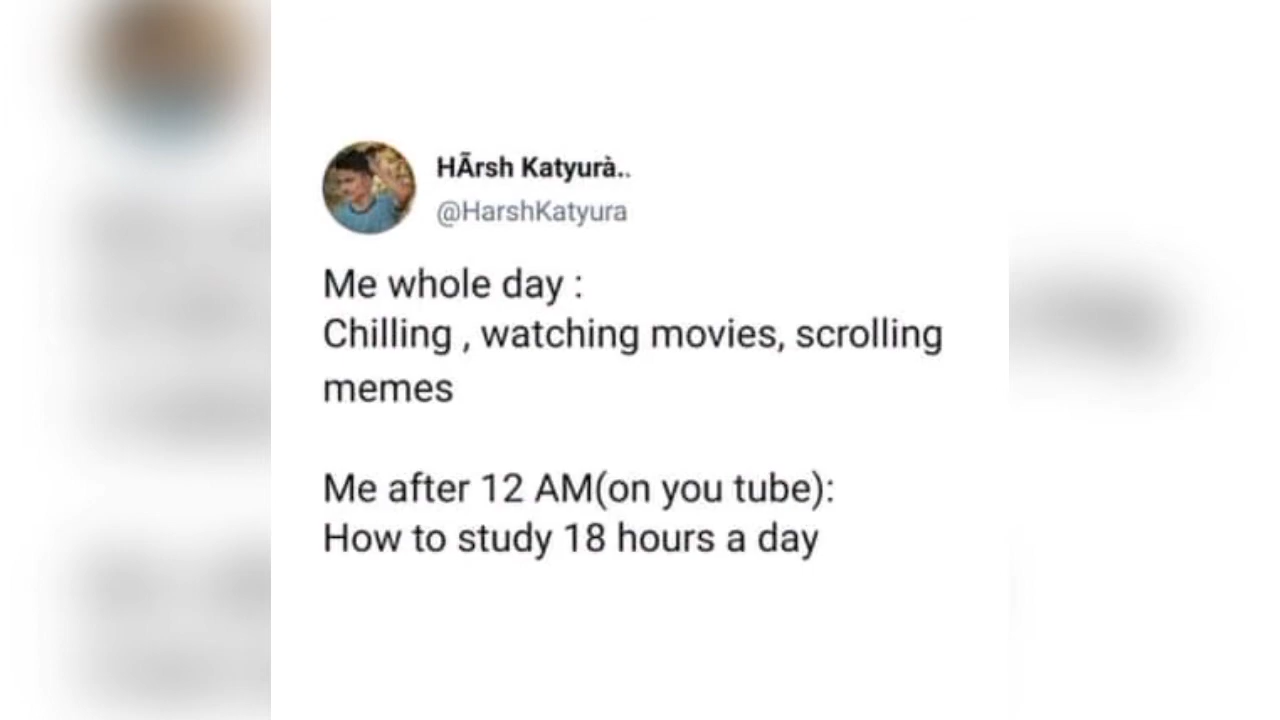 HÃrsh Katyurà..
@HarshKatyura
Me whole day :
Chilling , watching movies, scrolling
memes
Me after 12 AM(on you tube):
How to study 18 hours a day